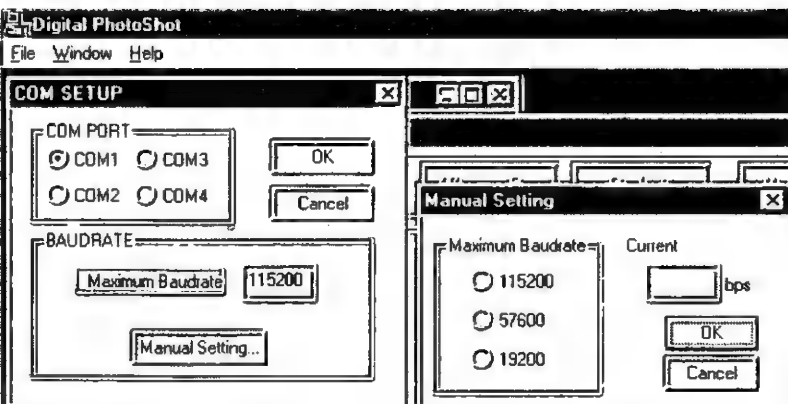 Digital PhotoShot
File Window Help
COM SETUP
COM PORT
COM1 COM3
COM2 COM4
OK
Cancel
BAUDRATE
Maximum Baudrate 115200
Manual Setting...
Manual Setting
Maximum Baudrate
115200
57600
19200
Current
bps
OK
Cancel